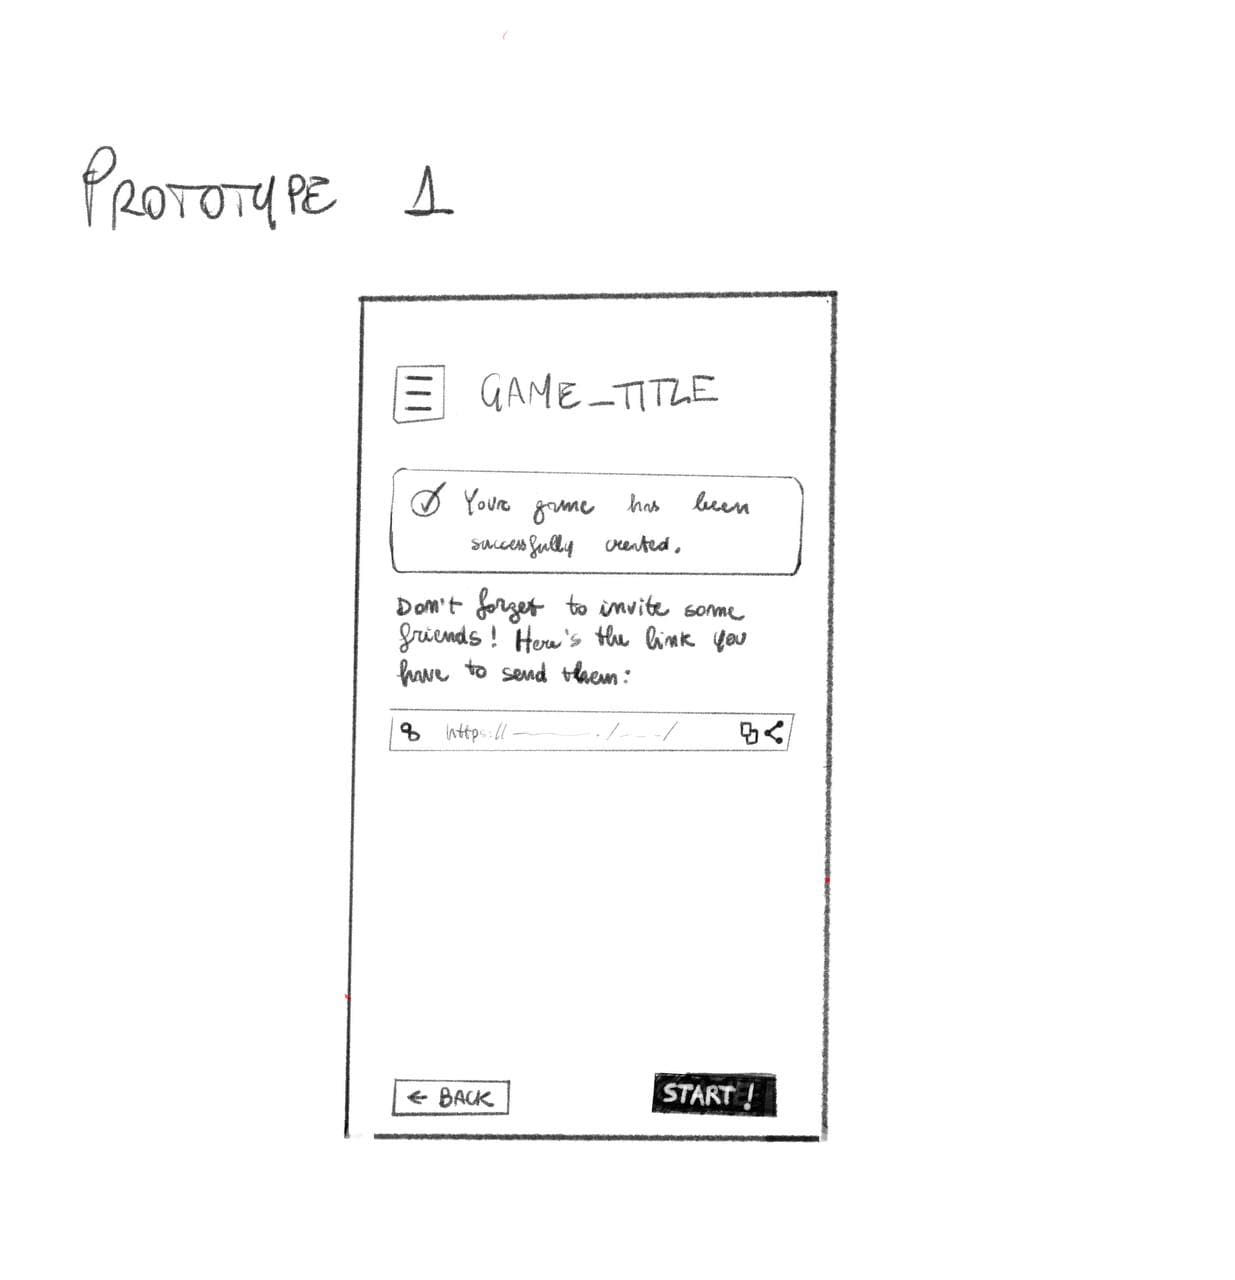 PROTOTYPE 1
GAME_TITLE
Your game has been
successfully created.
Don't forget to invite some
friends! Here's the link you
have to send them:
https://
← BACK
START!